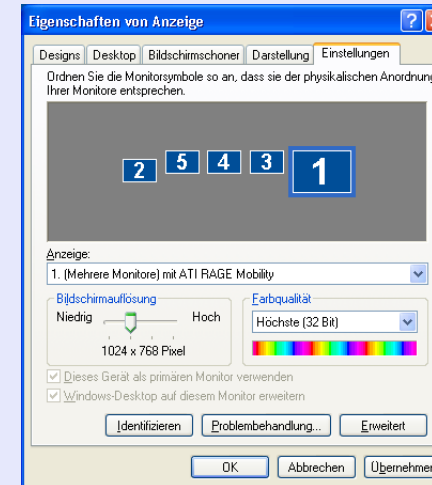 Eigenschaften von Anzeige
Designs Desktop Bildschirmschoner Darstellung Einstellungen
Ordnen Sie die Monitorsymbole so an, dass sie der physikalischen Anordnung
Ihrer Monitore entsprechen.
2 5 4 3 1
Anzeige:
1. (Mehrere Monitore) mit ATI RAGE Mobility
Bildschirmauflösung
Niedrig Hoch
1024 x 768 Pixel
Farbqualität
Höchste (32 Bit)
Dieses Gerät als primären Monitor verwenden
Windows-Desktop auf diesem Monitor erweitern
Identifizieren Problembehandlung... Erweitert
OK Abbrechen Übernehmen